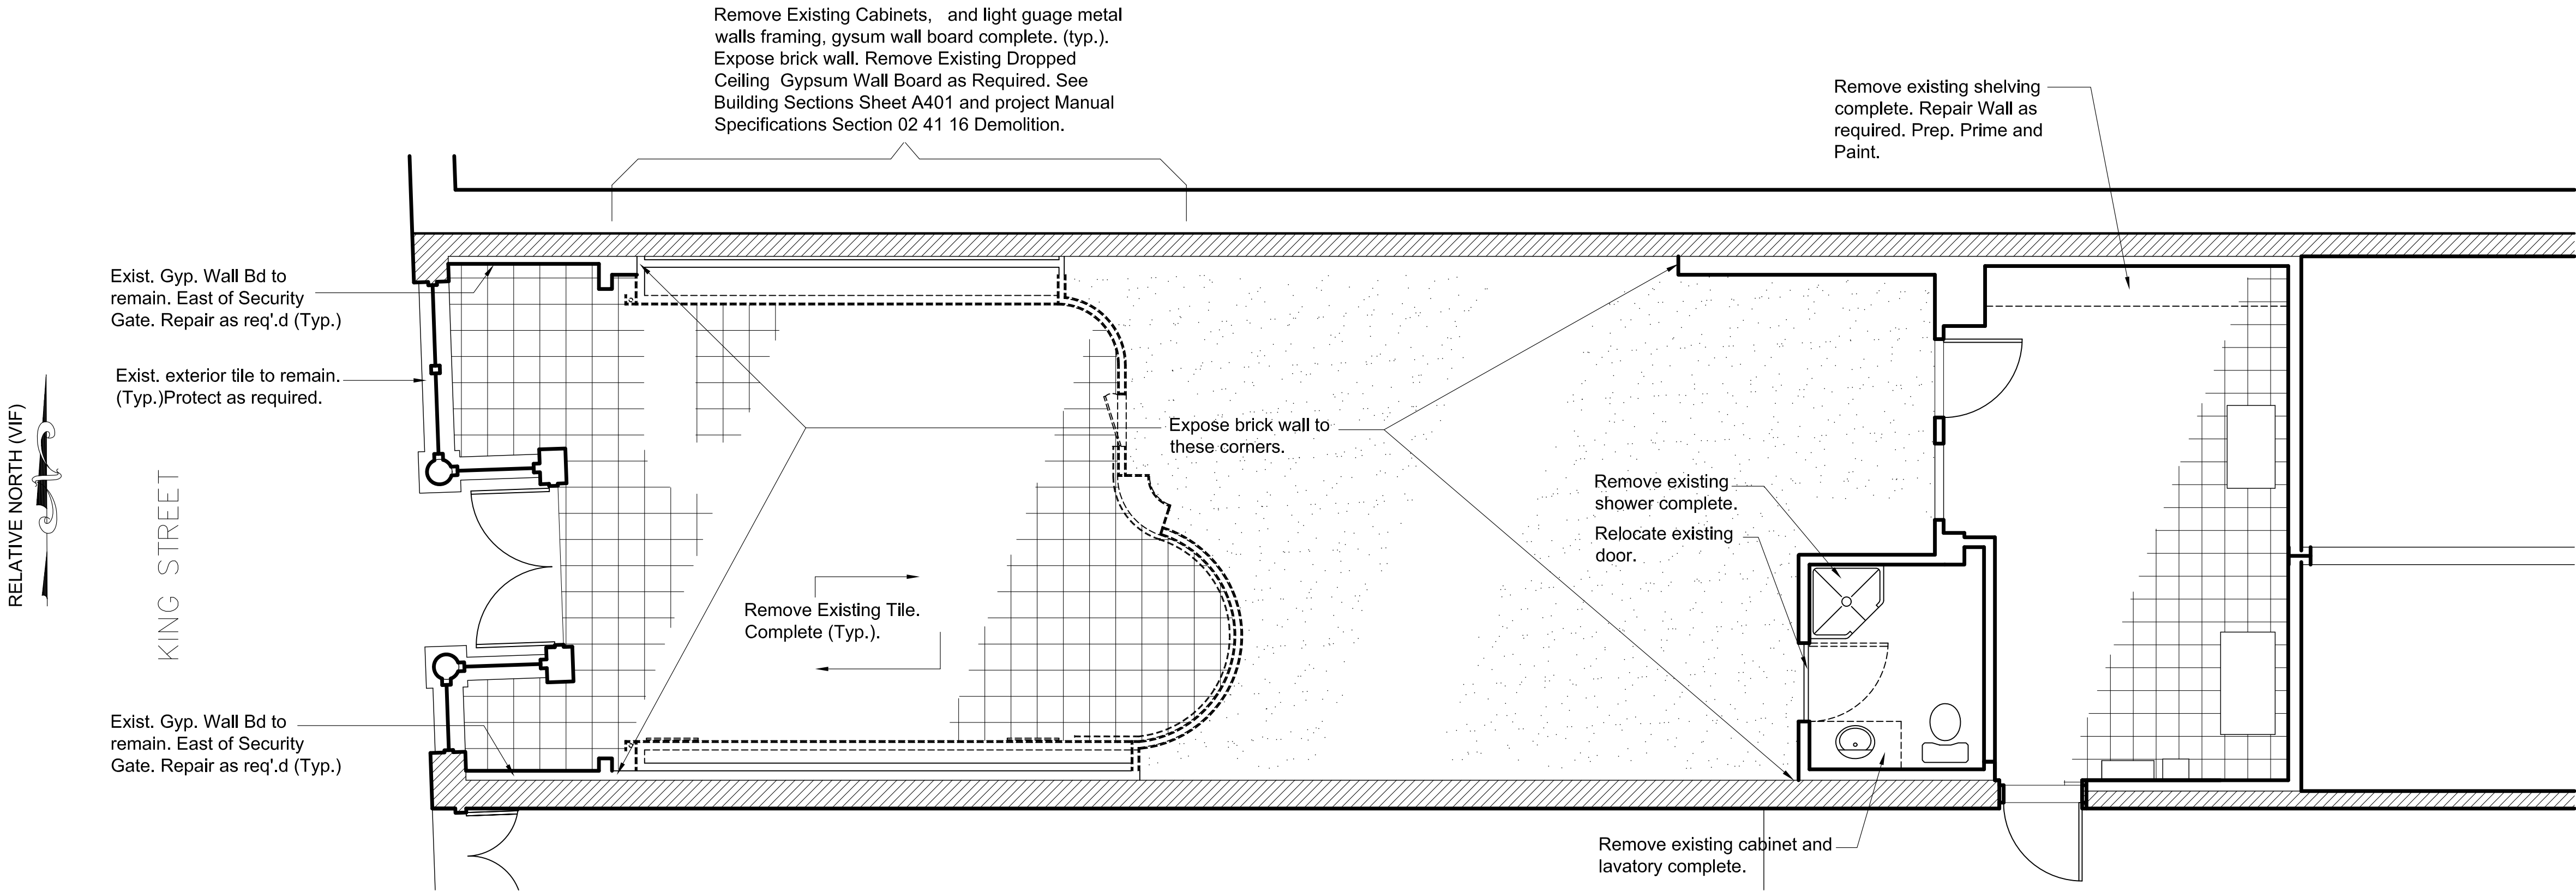 Remove Existing Cabinets, and light guage metal
walls framing, gysum wall board complete. (typ.).
Expose brick wall. Remove Existing Dropped
Ceiling Gypsum Wall Board as Required. See
Building Sections Sheet A401 and project Manual
Specifications Section 02 41 16 Demolition.
Remove existing shelving
complete. Repair Wall as
required. Prep. Prime and
Paint.
Exist. Gyp. Wall Bd to
remain. East of Security
Gate. Repair as req'.d (Typ.)
Exist. exterior tile to remain.
(Typ.)Protect as required.
RELATIVE NORTH (VIF)
KING STREET
Expose brick wall to
these corners.
Remove existing
shower complete.
Relocate existing
door.
Remove Existing Tile.
Complete (Typ.).
Exist. Gyp. Wall Bd to
remain. East of Security
Gate. Repair as req'.d (Typ.)
Remove existing cabinet and
lavatory complete.